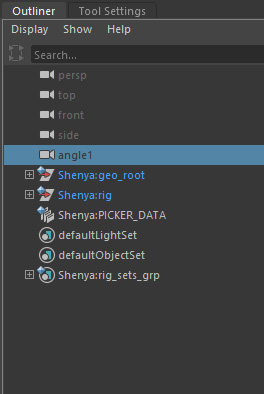 Outliner Tool Settings
Display Show Help
Search...
persp
top
front
side
angle1
Shenya:geo_root
Shenya:rig
Shenya:PICKER_DATA
defaultLightSet
defaultObjectSet
Shenya:rig_sets_grp